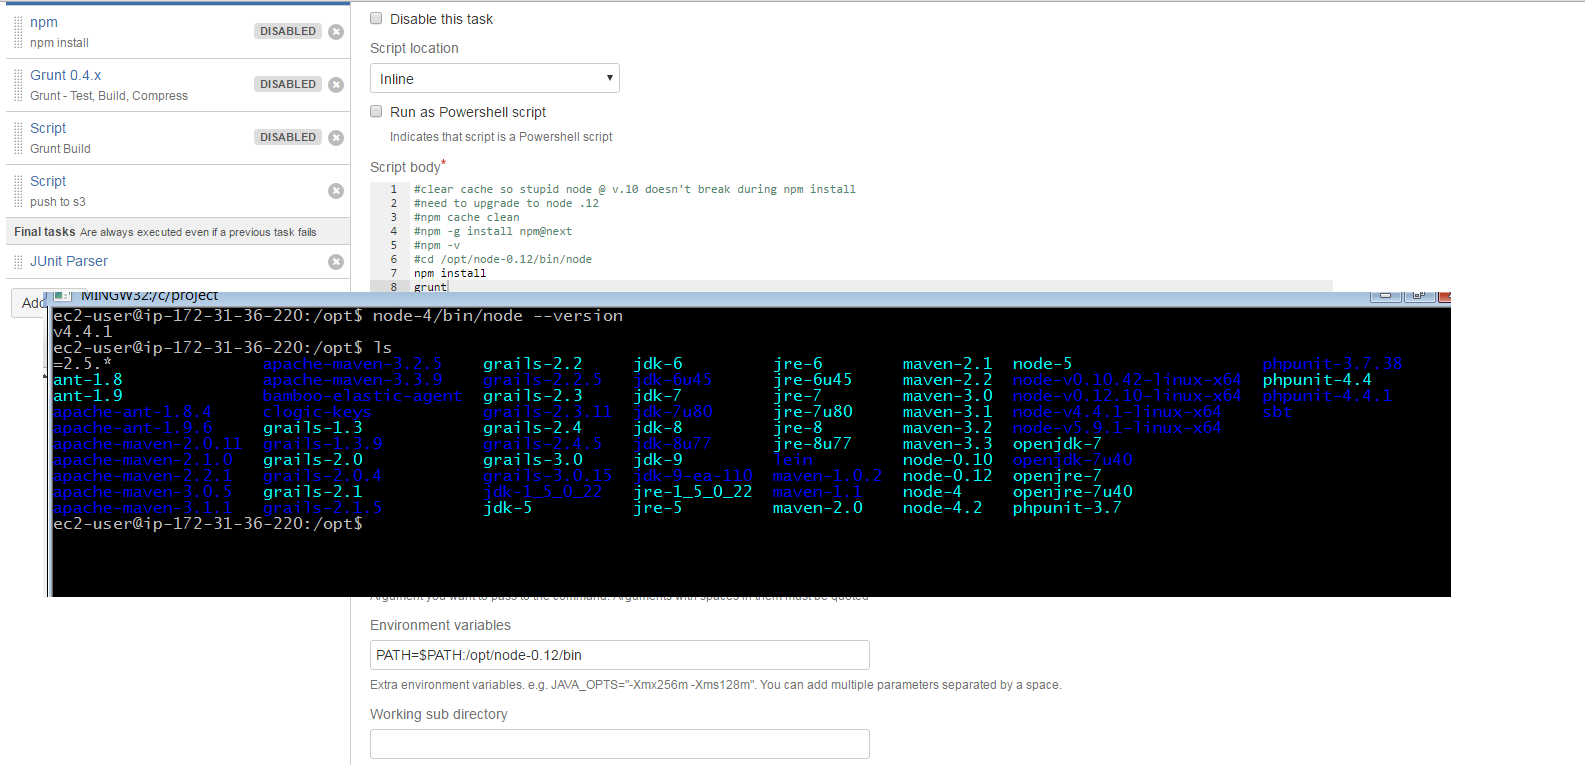 npm
DISABLED
npm install
Grunt 0.4.x
DISABLED
Grunt - Test, Build, Compress
Script
DISABLED
Grunt Build
Script
push to s3
Final tasks Are always executed even if a previous task fails
JUnit Parser
Add
Disable this task
Script location
Inline
Run as Powershell script
Indicates that script is a Powershell script
Script body*
1 #clear cache so stupid node @ v.10 doesn't break during npm install
2 #need to upgrade to node .12
3 #npm cache clean
4 #npm -g install npm@next
5 #npm -v
6 #cd /opt/node-0.12/bin/node
7 npm install
8 grunt
MINGW32:/c/project
ec2-user@ip-172-31-36-220:/opt$ node-4/bin/node --version
v4.4.1
ec2-user@ip-172-31-36-220:/opt$ ls
=2.5.* apache-maven-3.2.5 grails-2.2 jdk-6 jre-6 maven-2.1 node-5 phpunit-3.7.38
ant-1.8 apache-maven-3.3.9 grails-2.2.5 jdk-6u45 jre-6u45 maven-2.2 node-v0.10.42-linux-x64 phpunit-4.4
ant-1.9 bamboo-elastic-agent grails-2.3 jdk-7 jre-7 maven-3.0 node-v0.12.10-linux-x64 phpunit-4.4.1
apache-ant-1.8.4 clogic-keys grails-2.3.11 jdk-7u80 jre-7u80 maven-3.1 node-v4.4.1-linux-x64 sbt
apache-ant-1.9.6 grails-1.3 grails-2.4 jdk-8 jre-8 maven-3.2 node-v5.9.1-linux-x64
apache-maven-2.0.11 grails-1.3.9 grails-2.4.5 jdk-8u77 jre-8u77 maven-3.3 openjdk-7
apache-maven-2.1.0 grails-2.0 grails-3.0 jdk-9 lein node-0.10 openjdk-7u40
apache-maven-2.2.1 grails-2.0.4 grails-3.0.15 jdk-9-ea-110 maven-1.0.2 node-0.12 openjre-7
apache-maven-3.0.5 grails-2.1 jdk-1_5_0_22 jre-1_5_0_22 maven-1.1 node-4 openjre-7u40
apache-maven-3.1.1 grails-2.1.5 jdk-5 jre-5 maven-2.0 node-4.2 phpunit-3.7
ec2-user@ip-172-31-36-220:/opt$
Argument you want to pass to the command. Arguments with spaces in them must be quoted
Environment variables
PATH=$PATH:/opt/node-0.12/bin
Extra environment variables. e.g. JAVA_OPTS="-Xmx256m -Xms128m". You can add multiple parameters separated by a space.
Working sub directory